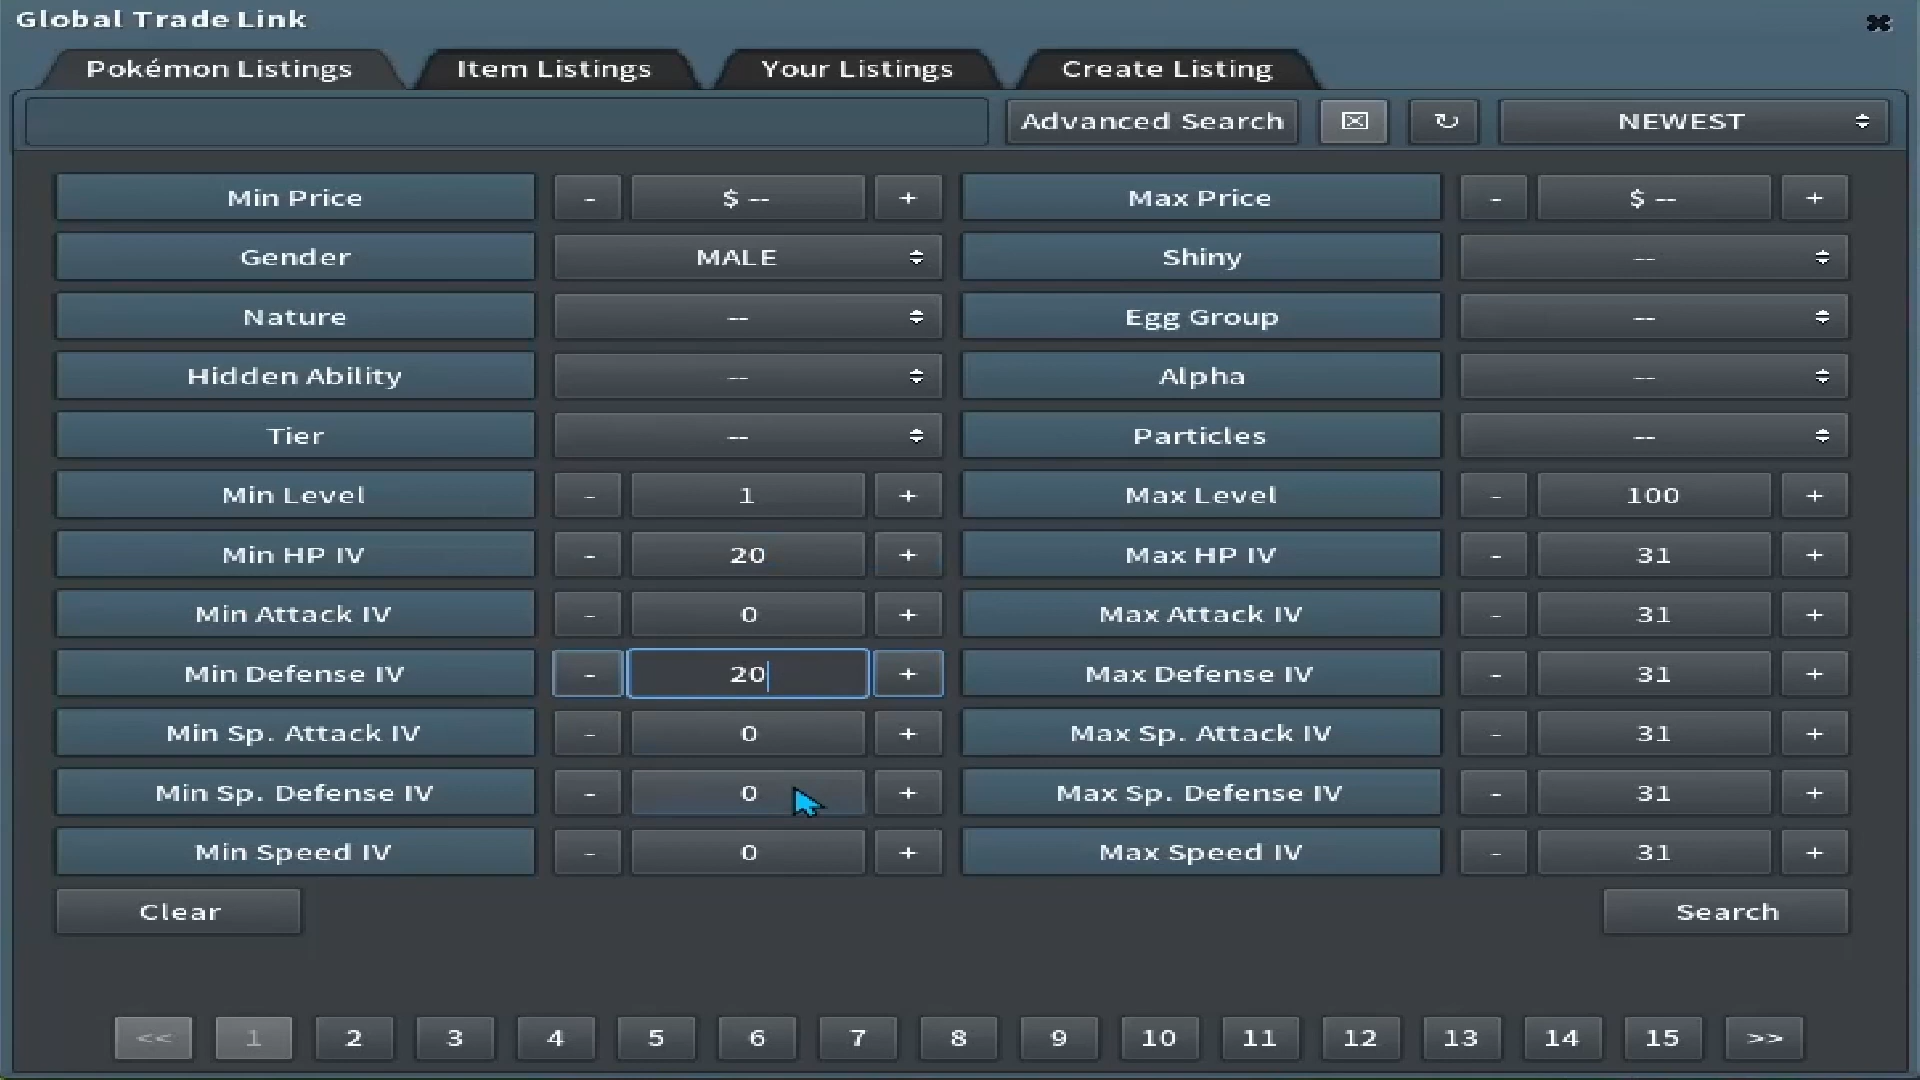 Global Trade Link
Pokémon Listings Item Listings Your Listings Create Listing
Advanced Search NEWEST
Min Price - $ -- + Max Price - $ -- +
Gender MALE Shiny --
Nature -- Egg Group --
Hidden Ability -- Alpha --
Tier -- Particles --
Min Level - 1 + Max Level - 100 +
Min HP IV - 20 + Max HP IV - 31 +
Min Attack IV - 0 + Max Attack IV - 31 +
Min Defense IV - 20 + Max Defense IV - 31 +
Min Sp. Attack IV - 0 + Max Sp. Attack IV - 31 +
Min Sp. Defense IV - 0 + Max Sp. Defense IV - 31 +
Min Speed IV - 0 + Max Speed IV - 31 +
Clear Search
<< 1 2 3 4 5 6 7 8 9 10 11 12 13 14 15 >>